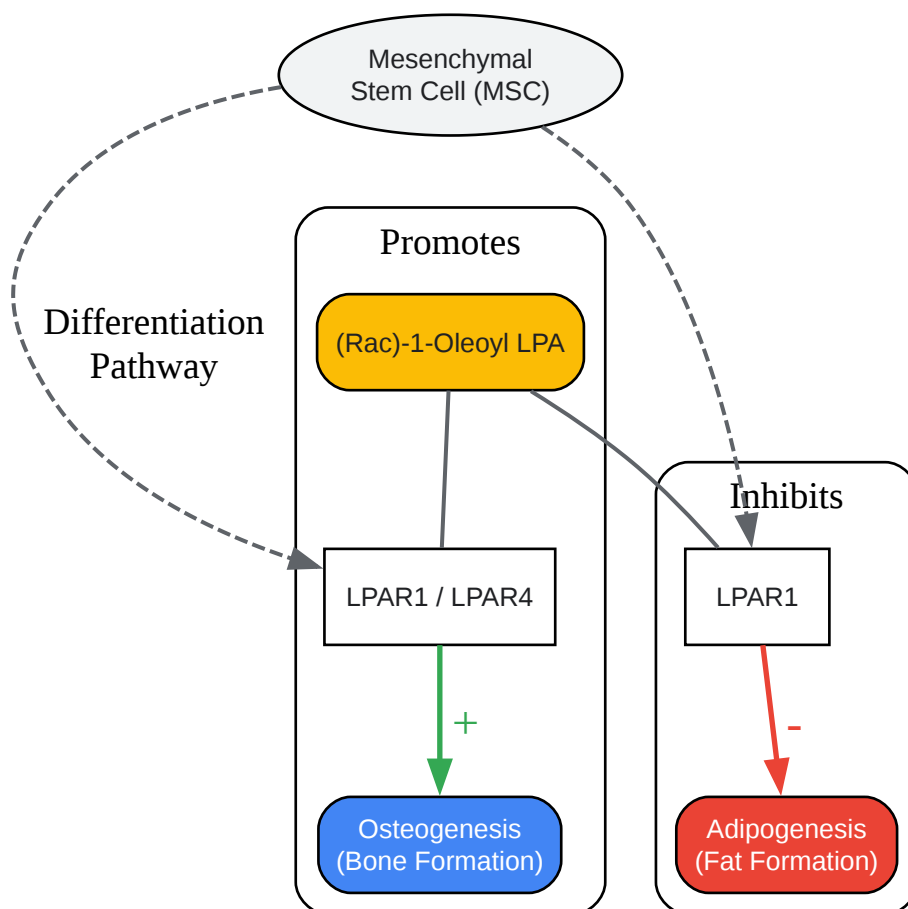 Mesenchymal
Stem Cell (MSC)
Promotes
Differentiation
Pathway
(Rac)-1-Oleoyl LPA
Inhibits
LPAR1 / LPAR4
LPAR1
+
-
Osteogenesis
(Bone Formation)
Adipogenesis
(Fat Formation)